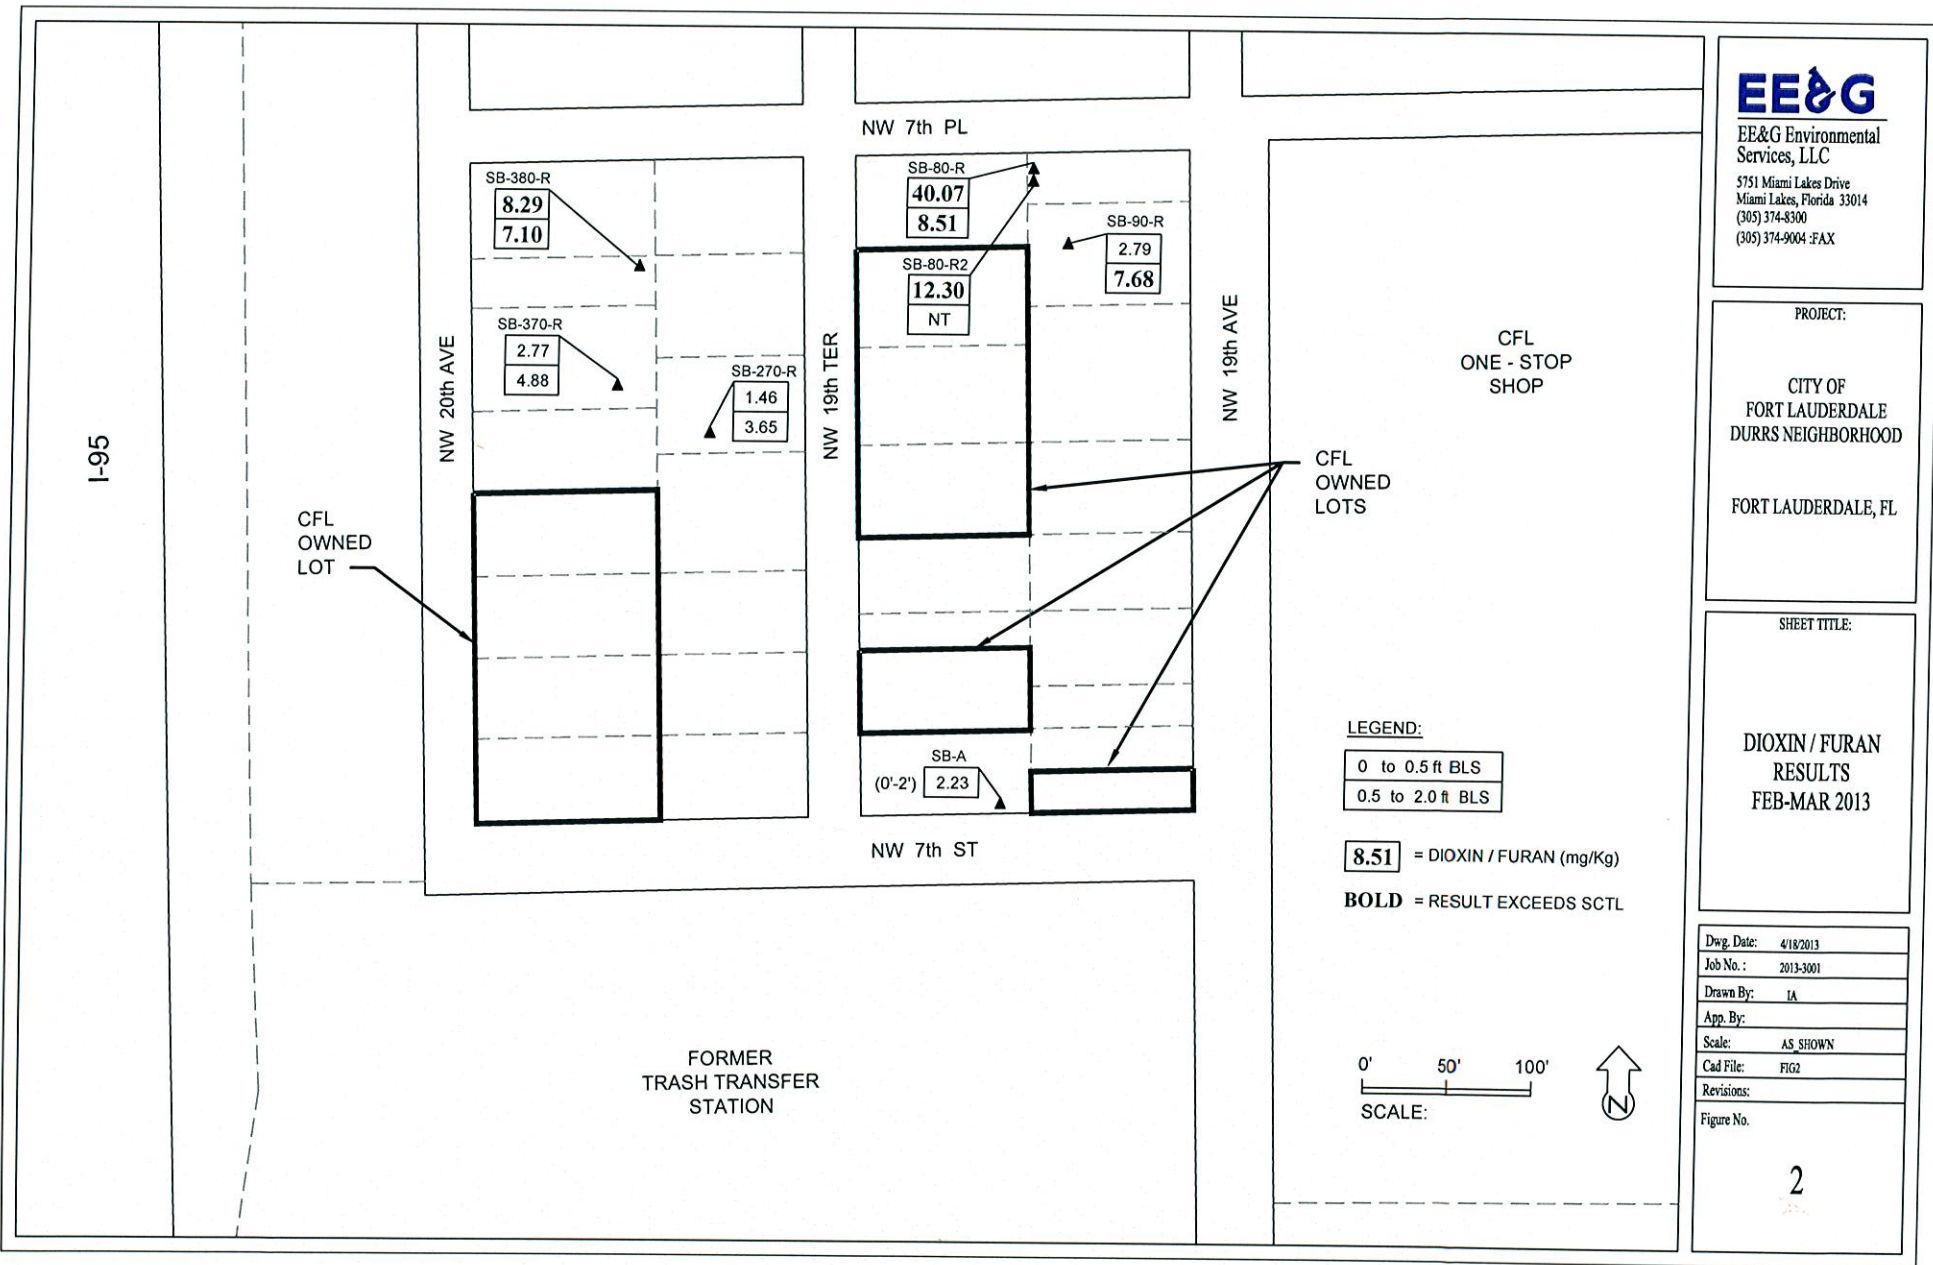 NW 7th PL
SB-380-R
8.29
7.10
SB-370-R
2.77
4.88
SB-270-R
1.46
3.65
SB-80-R
40.07
8.51
SB-80-R2
12.30
NT
SB-90-R
2.79
7.68
I-95
NW 20th AVE
NW 19th TER
NW 19th AVE
CFL
ONE - STOP
SHOP
CFL
OWNED
LOT
CFL
OWNED
LOTS
SB-A
(0'-2') 2.23
NW 7th ST
FORMER
TRASH TRANSFER
STATION
LEGEND:
0 to 0.5 ft BLS
0.5 to 2.0 ft BLS
8.51 = DIOXIN / FURAN (mg/Kg)
BOLD = RESULT EXCEEDS SCTL
0' 50' 100'
SCALE:
N
EE&G
EE&G Environmental
Services, LLC
5751 Miami Lakes Drive
Miami Lakes, Florida 33014
(305) 374-8300
(305) 374-9004 :FAX
PROJECT:
CITY OF
FORT LAUDERDALE
DURRS NEIGHBORHOOD
FORT LAUDERDALE, FL
SHEET TITLE:
DIOXIN / FURAN
RESULTS
FEB-MAR 2013
Dwg. Date: 4/18/2013
Job No. : 2013-3001
Drawn By: IA
App. By:
Scale: AS_SHOWN
Cad File: FIG2
Revisions:
Figure No.
2